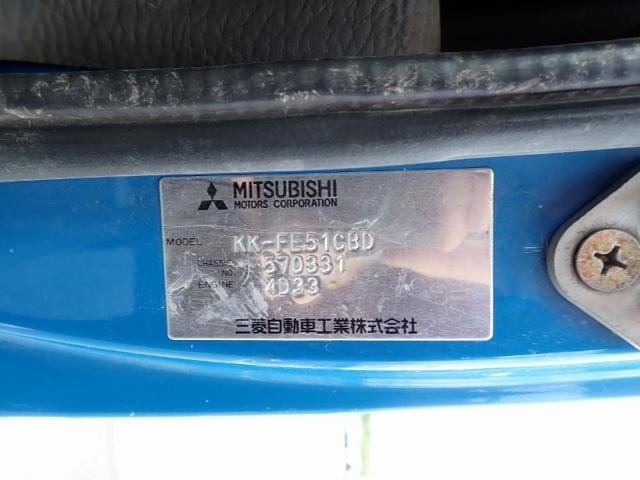 MITSUBISHI
MOTORS CORPORATION
MODEL KK-FE51CBD
CHASSIS NO. 570331
ENGINE 4D33
三菱自動車工業株式会社